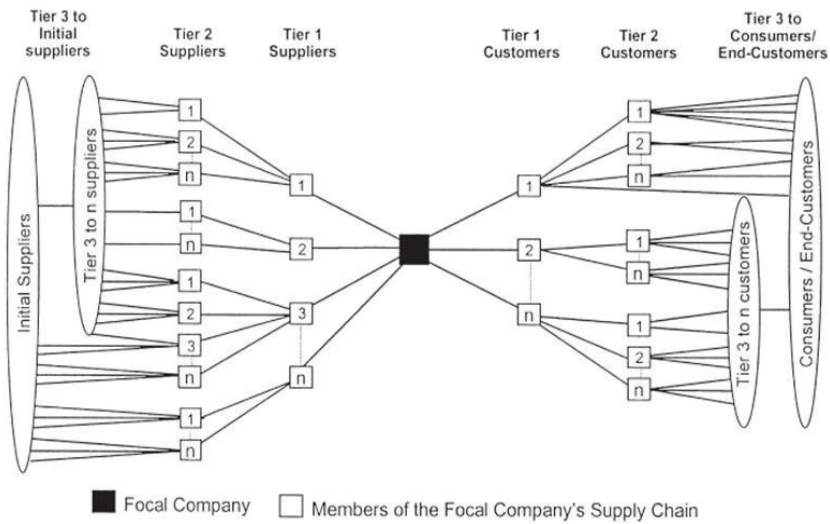 Tier 3 to
Initial
suppliers
Tier 2
Suppliers
Tier 1
Suppliers
Tier 1
Customers
Tier 2
Customers
Tier 3 to
Consumers/
End-Customers
Initial Suppliers
Tier 3 to n suppliers
1
2
n
1
n
1
2
3
n
1
n
1
2
3
n
1
2
n
1
2
n
1
n
1
2
n
Tier 3 to n customers
Consumers / End-Customers
Focal Company
Members of the Focal Company's Supply Chain